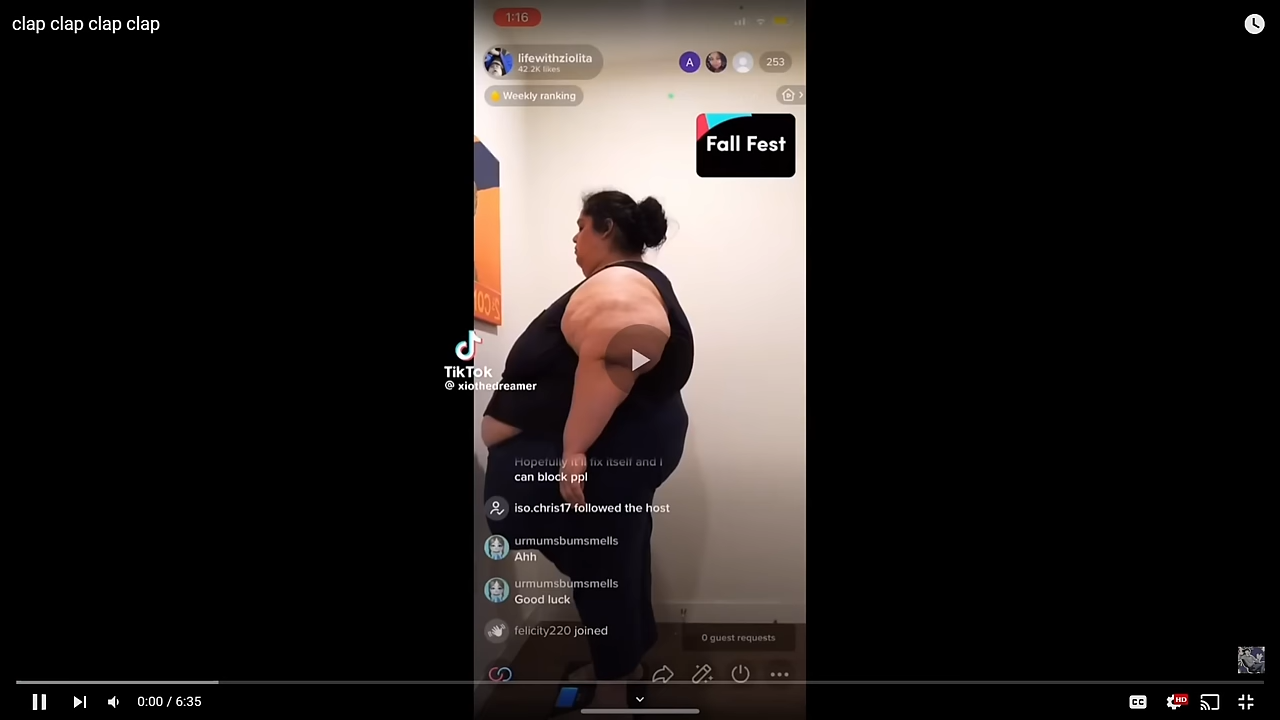 clap clap clap clap
1:16
lifewithziolita
42.2K likes
A
253
Weekly ranking
Fall Fest
TikTok
@ xiothedreamer
Hopefully it'll fix itself and I
can block ppl
iso.chris17 followed the host
urmumsbumsmells
Ahh
urmumsbumsmells
Good luck
felicity220 joined
0 guest requests
0:00 / 6:35
CC
HD